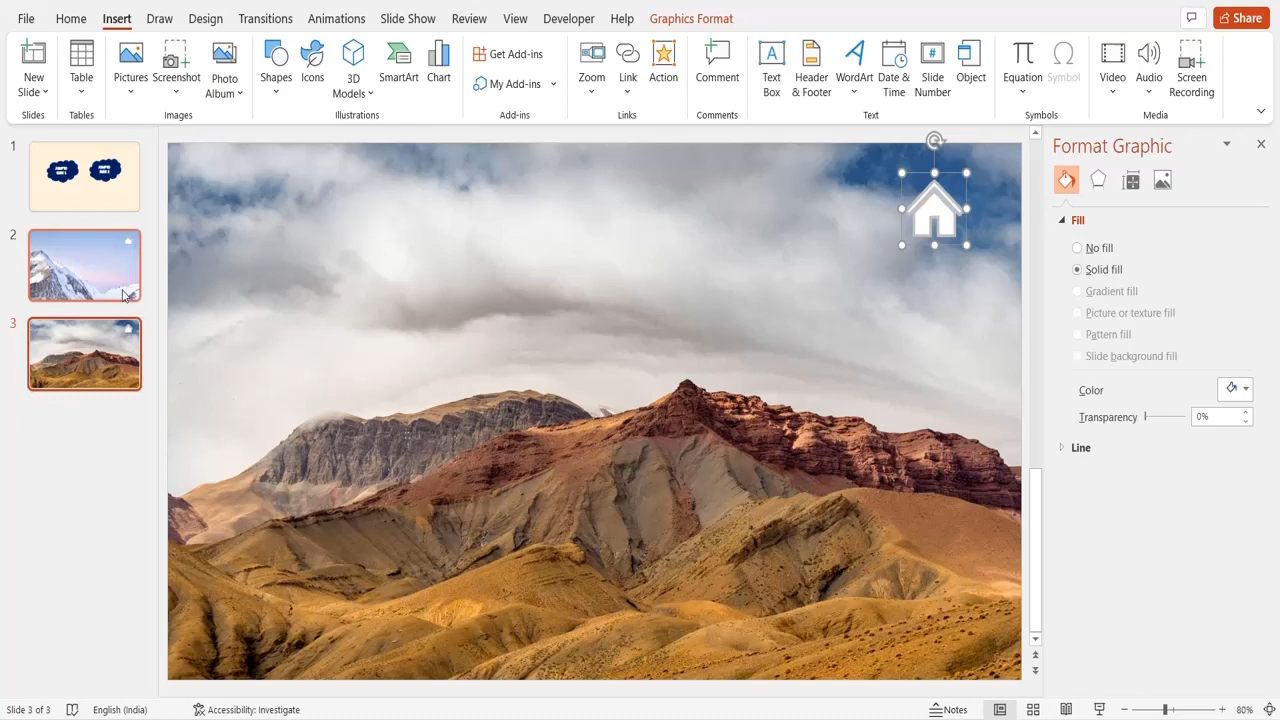 File Home Insert Draw Design Transitions Animations Slide Show Review View Developer Help Graphics Format Share
New Slide
Table
Pictures
Screenshot
Photo Album
Shapes
Icons
3D Models
SmartArt
Chart
Get Add-ins
My Add-ins
Zoom
Link
Action
Comment
Text Box
Header & Footer
WordArt
Date & Time
Slide Number
Object
Equation
Symbol
Video
Audio
Screen Recording
Slides Tables Images Illustrations Add-ins Links Comments Text Symbols Media
1
2
3
Format Graphic
Fill
No fill
Solid fill
Gradient fill
Picture or texture fill
Pattern fill
Slide background fill
Color
Transparency 0%
Line
Slide 3 of 3 English (India) Accessibility: Investigate Notes 80%